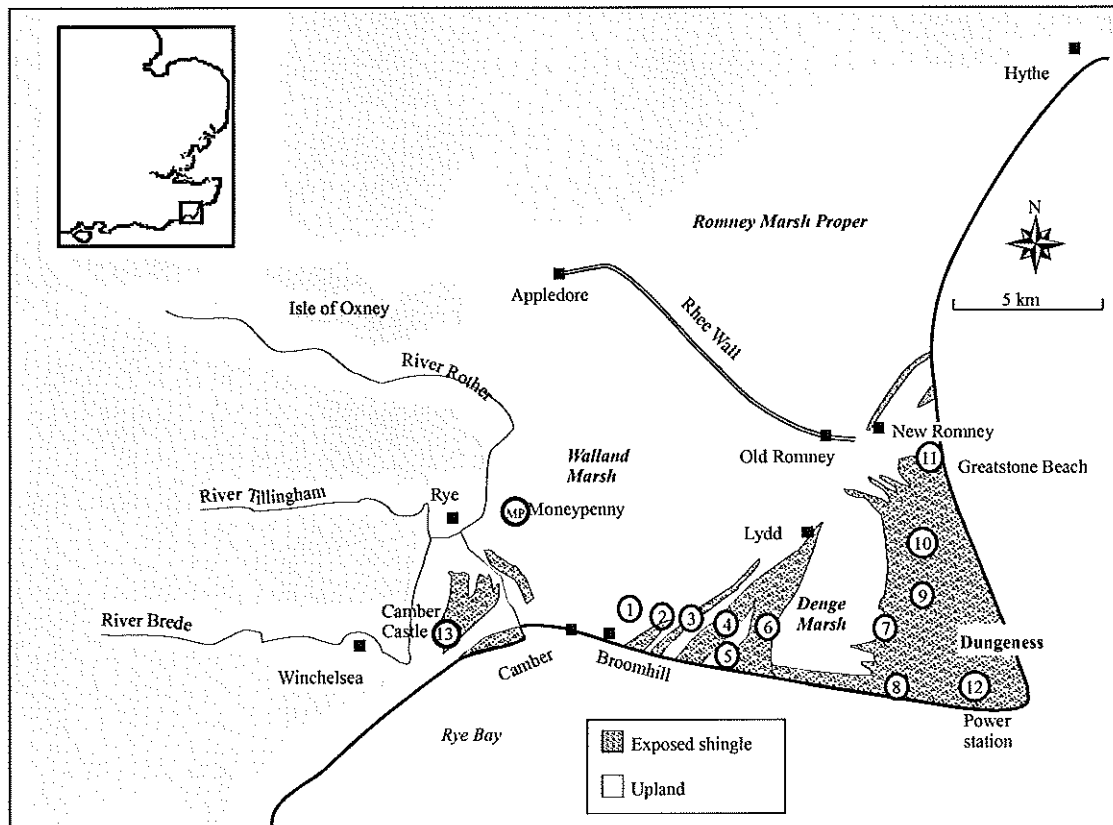 Hythe
Romney Marsh Proper
N
5 km
Appledore
Isle of Oxney
Rhee Wall
River Rother
New Romney
Old Romney
11
Greatstone Beach
Walland
Marsh
River Tillingham
Rye
MP
Moneypenny
Lydd
10
9
Camber
Castle
13
1
2
3
4
5
6
Denge
Marsh
7
River Brede
Dungeness
Winchelsea
Camber
Broomhill
8
12
Power
station
Rye Bay
Exposed shingle
Upland